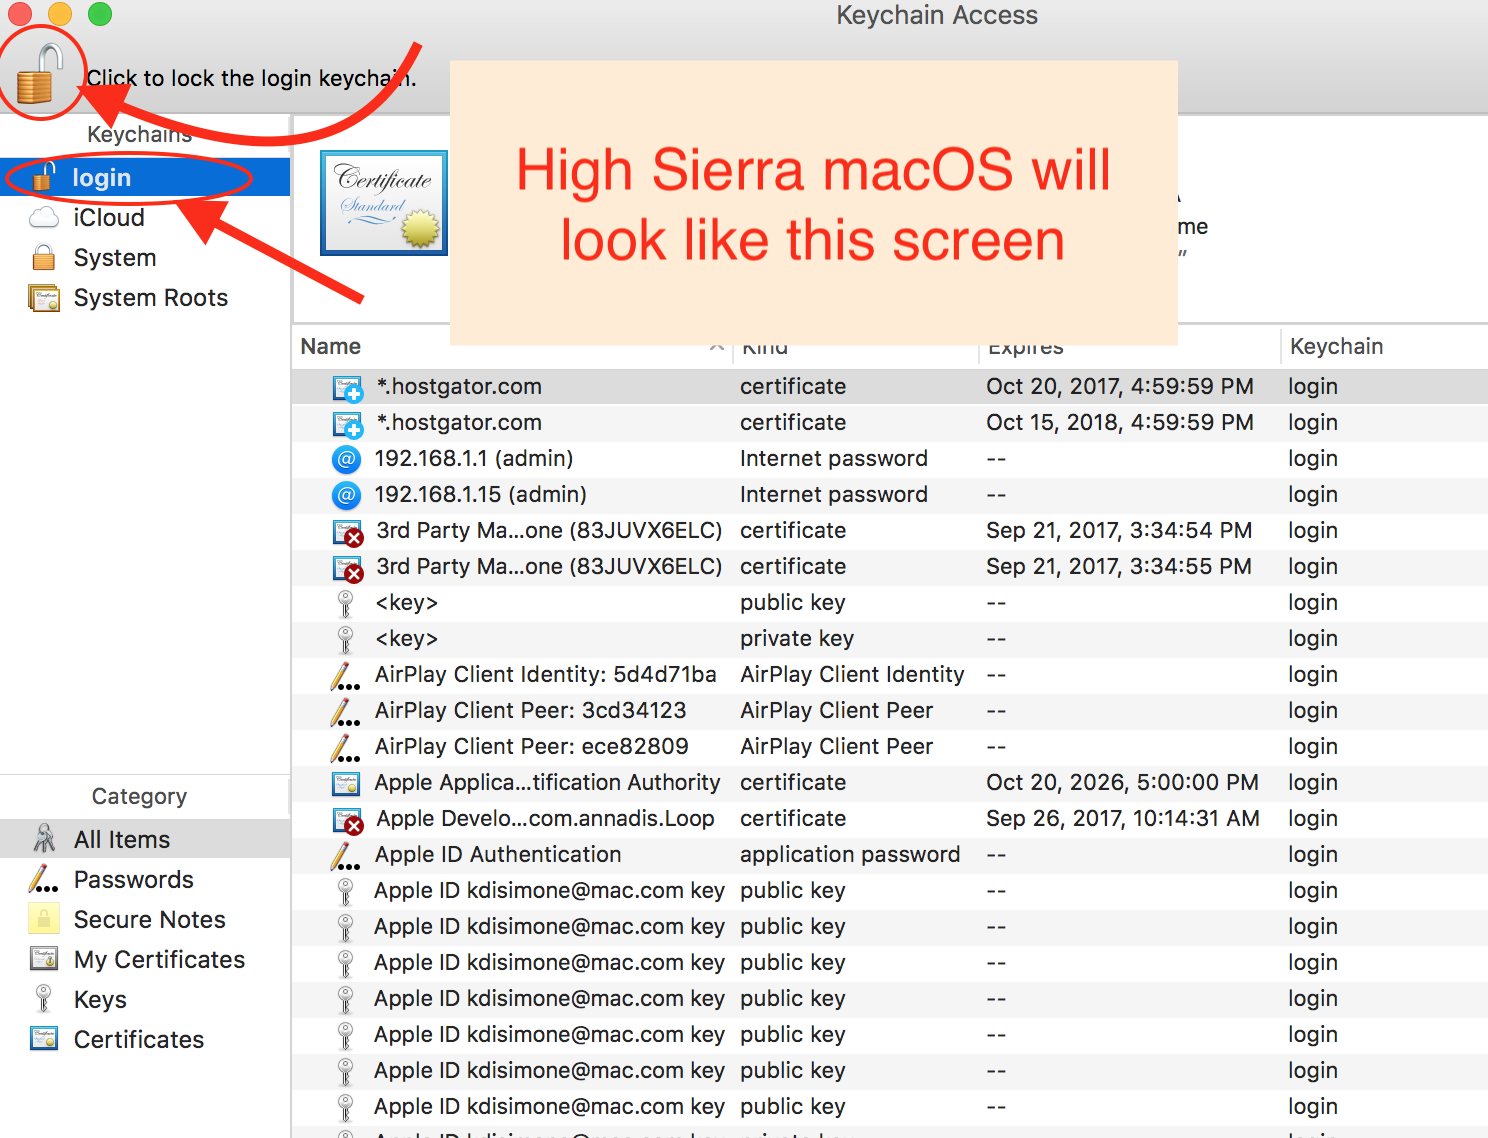 Keychain Access
Click to lock the login keychain.
High Sierra macOS will
look like this screen
Keychains
login
iCloud
System
System Roots
Certificate
Standard
me
”
Name Kind Expires Keychain
*.hostgator.com certificate Oct 20, 2017, 4:59:59 PM login
*.hostgator.com certificate Oct 15, 2018, 4:59:59 PM login
192.168.1.1 (admin) Internet password -- login
192.168.1.15 (admin) Internet password -- login
3rd Party Ma...one (83JUVX6ELC) certificate Sep 21, 2017, 3:34:54 PM login
3rd Party Ma...one (83JUVX6ELC) certificate Sep 21, 2017, 3:34:55 PM login
<key> public key -- login
<key> private key -- login
AirPlay Client Identity: 5d4d71ba AirPlay Client Identity -- login
AirPlay Client Peer: 3cd34123 AirPlay Client Peer -- login
AirPlay Client Peer: ece82809 AirPlay Client Peer -- login
Apple Applica...tification Authority certificate Oct 20, 2026, 5:00:00 PM login
Apple Develo...com.annadis.Loop certificate Sep 26, 2017, 10:14:31 AM login
Apple ID Authentication application password -- login
Apple ID kdisimone@mac.com key public key -- login
Apple ID kdisimone@mac.com key public key -- login
Apple ID kdisimone@mac.com key public key -- login
Apple ID kdisimone@mac.com key public key -- login
Apple ID kdisimone@mac.com key public key -- login
Apple ID kdisimone@mac.com key public key -- login
Apple ID kdisimone@mac.com key public key -- login
Category
All Items
Passwords
Secure Notes
My Certificates
Keys
Certificates